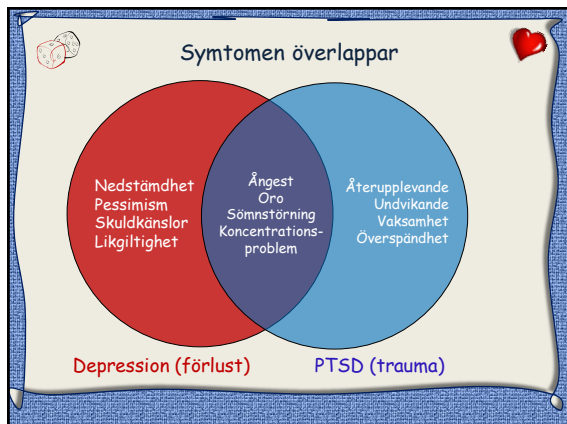 Symtomen överlappar
Nedstämdhet
Pessimism
Skuldkänslor
Likgiltighet
Ångest
Oro
Sömnstörning
Koncentrations-
problem
Återupplevande
Undvikande
Vaksamhet
Överspändhet
Depression (förlust)
PTSD (trauma)